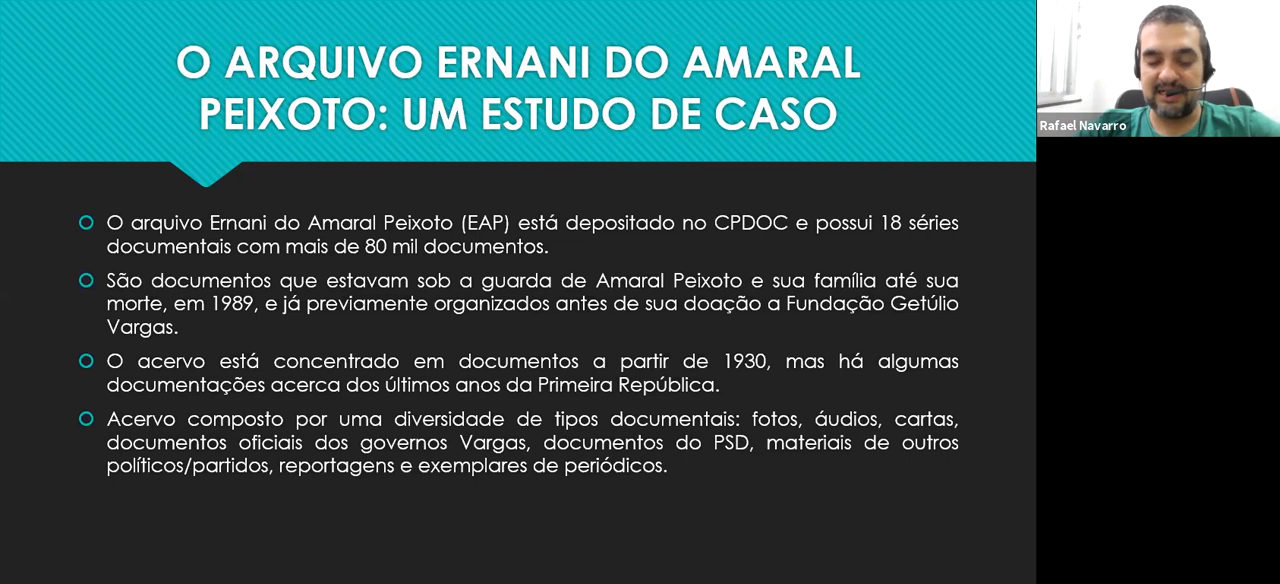 O ARQUIVO ERNANI DO AMARAL
PEIXOTO: UM ESTUDO DE CASO
Rafael Navarro
O arquivo Ernani do Amaral Peixoto (EAP) está depositado no CPDOC e possui 18 séries
documentais com mais de 80 mil documentos.
São documentos que estavam sob a guarda de Amaral Peixoto e sua família até sua
morte, em 1989, e já previamente organizados antes de sua doação a Fundação Getúlio
Vargas.
O acervo está concentrado em documentos a partir de 1930, mas há algumas
documentações acerca dos últimos anos da Primeira República.
Acervo composto por uma diversidade de tipos documentais: fotos, áudios, cartas,
documentos oficiais dos governos Vargas, documentos do PSD, materiais de outros
políticos/partidos, reportagens e exemplares de periódicos.